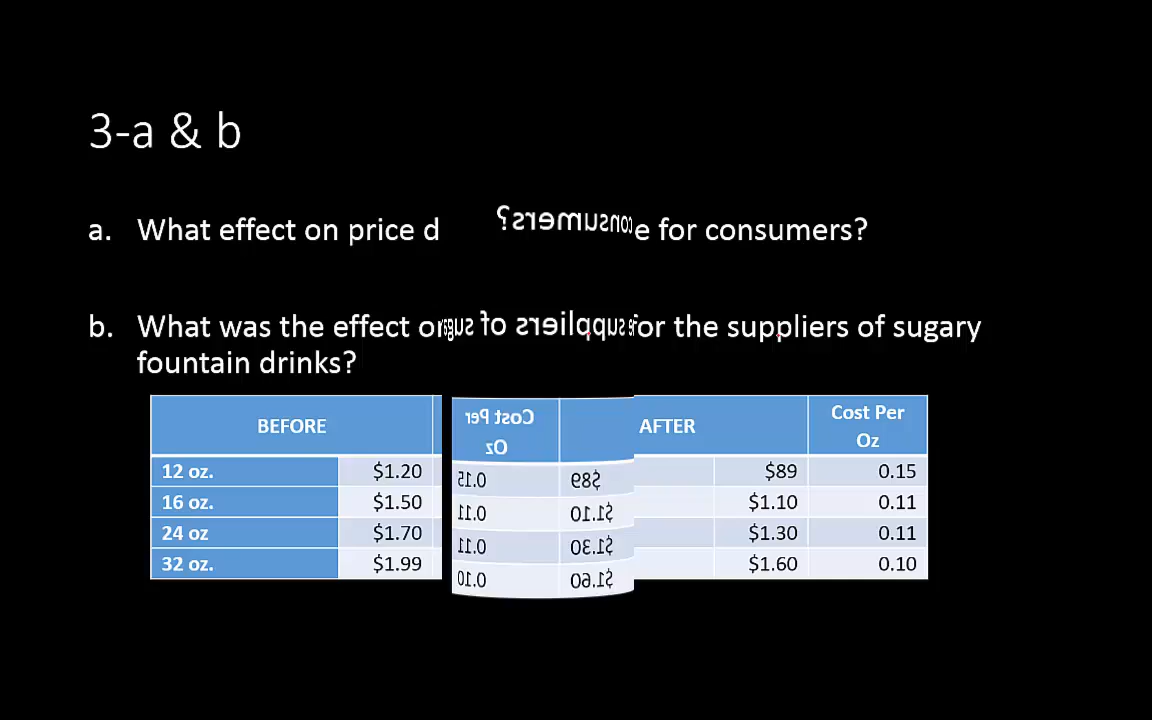 3-a & b
a. What effect on price d consumers? e for consumers?
b. What was the effect on suppliers of sug for the suppliers of sugary
fountain drinks?
BEFORE Cost Per Oz AFTER Cost Per Oz
12 oz. $1.20 0.15 $89 $89 0.15
16 oz. $1.50 0.11 $1.10 $1.10 0.11
24 oz $1.70 0.11 $1.30 $1.30 0.11
32 oz. $1.99 0.10 $1.60 $1.60 0.10